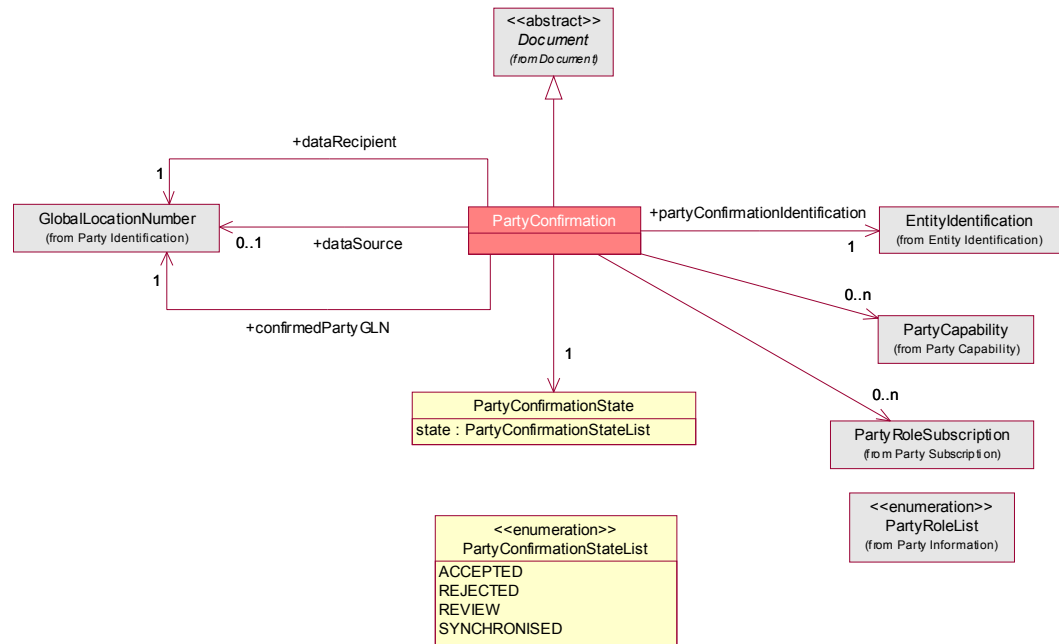 <<abstract>>
Document
(from Document)
+dataRecipient
1
GlobalLocationNumber
(from Party Identification)
0..1
+dataSource
1
+confirmedPartyGLN
PartyConfirmation
+partyConfirmationIdentification
1
EntityIdentification
(from Entity Identification)
0..n
PartyCapability
(from Party Capability)
0..n
PartyRoleSubscription
(from Party Subscription)
1
PartyConfirmationState
state : PartyConfirmationStateList
<<enumeration>>
PartyRoleList
(from Party Information)
<<enumeration>>
PartyConfirmationStateList
ACCEPTED
REJECTED
REVIEW
SYNCHRONISED